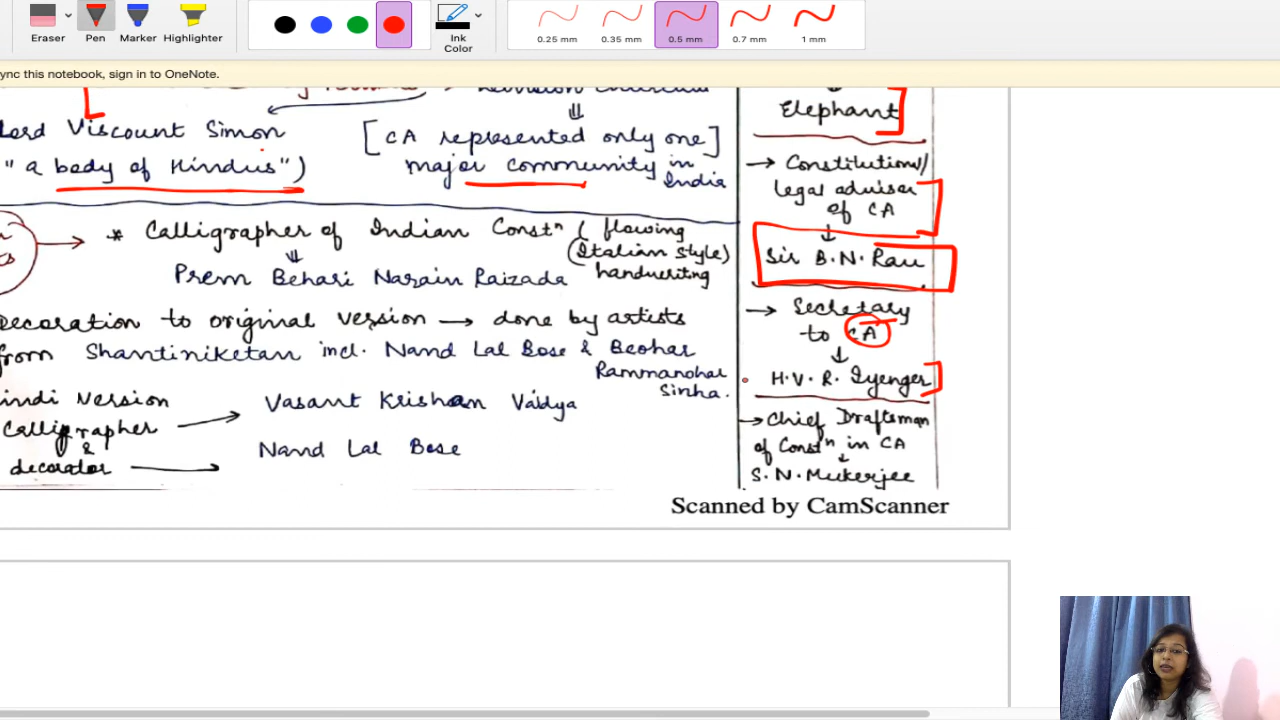 Eraser
Pen
Marker
Highlighter
Ink
Color
0.25 mm
0.35 mm
0.5 mm
0.7 mm
1 mm
ync this notebook, sign in to OneNote.
Lord Viscount Simon
" a body of Hindus")
[CA represented only one]
major community in
India
* Calligrapher of Indian Constn ( flowing
(Italian style)
handwriting
Prem Behari Narain Raizada
Decoration to original version → done by artists
from Shantiniketan incl. Nand Lal Bose & Beohar
Rammanohar
Sinha.
indi version
Calligrapher → Vasant Krishan Vaidya
&
decorator → Nand Lal Bose
Elephant
→ Constitutional/
legal adviser
of CA
↓
Sir B. N. Rau
→ Secretary
to CA
↓
H. V. R. Iyenger
→ Chief Draftsman
of Constn in CA
↓
S. N. Mukerjee
Scanned by CamScanner